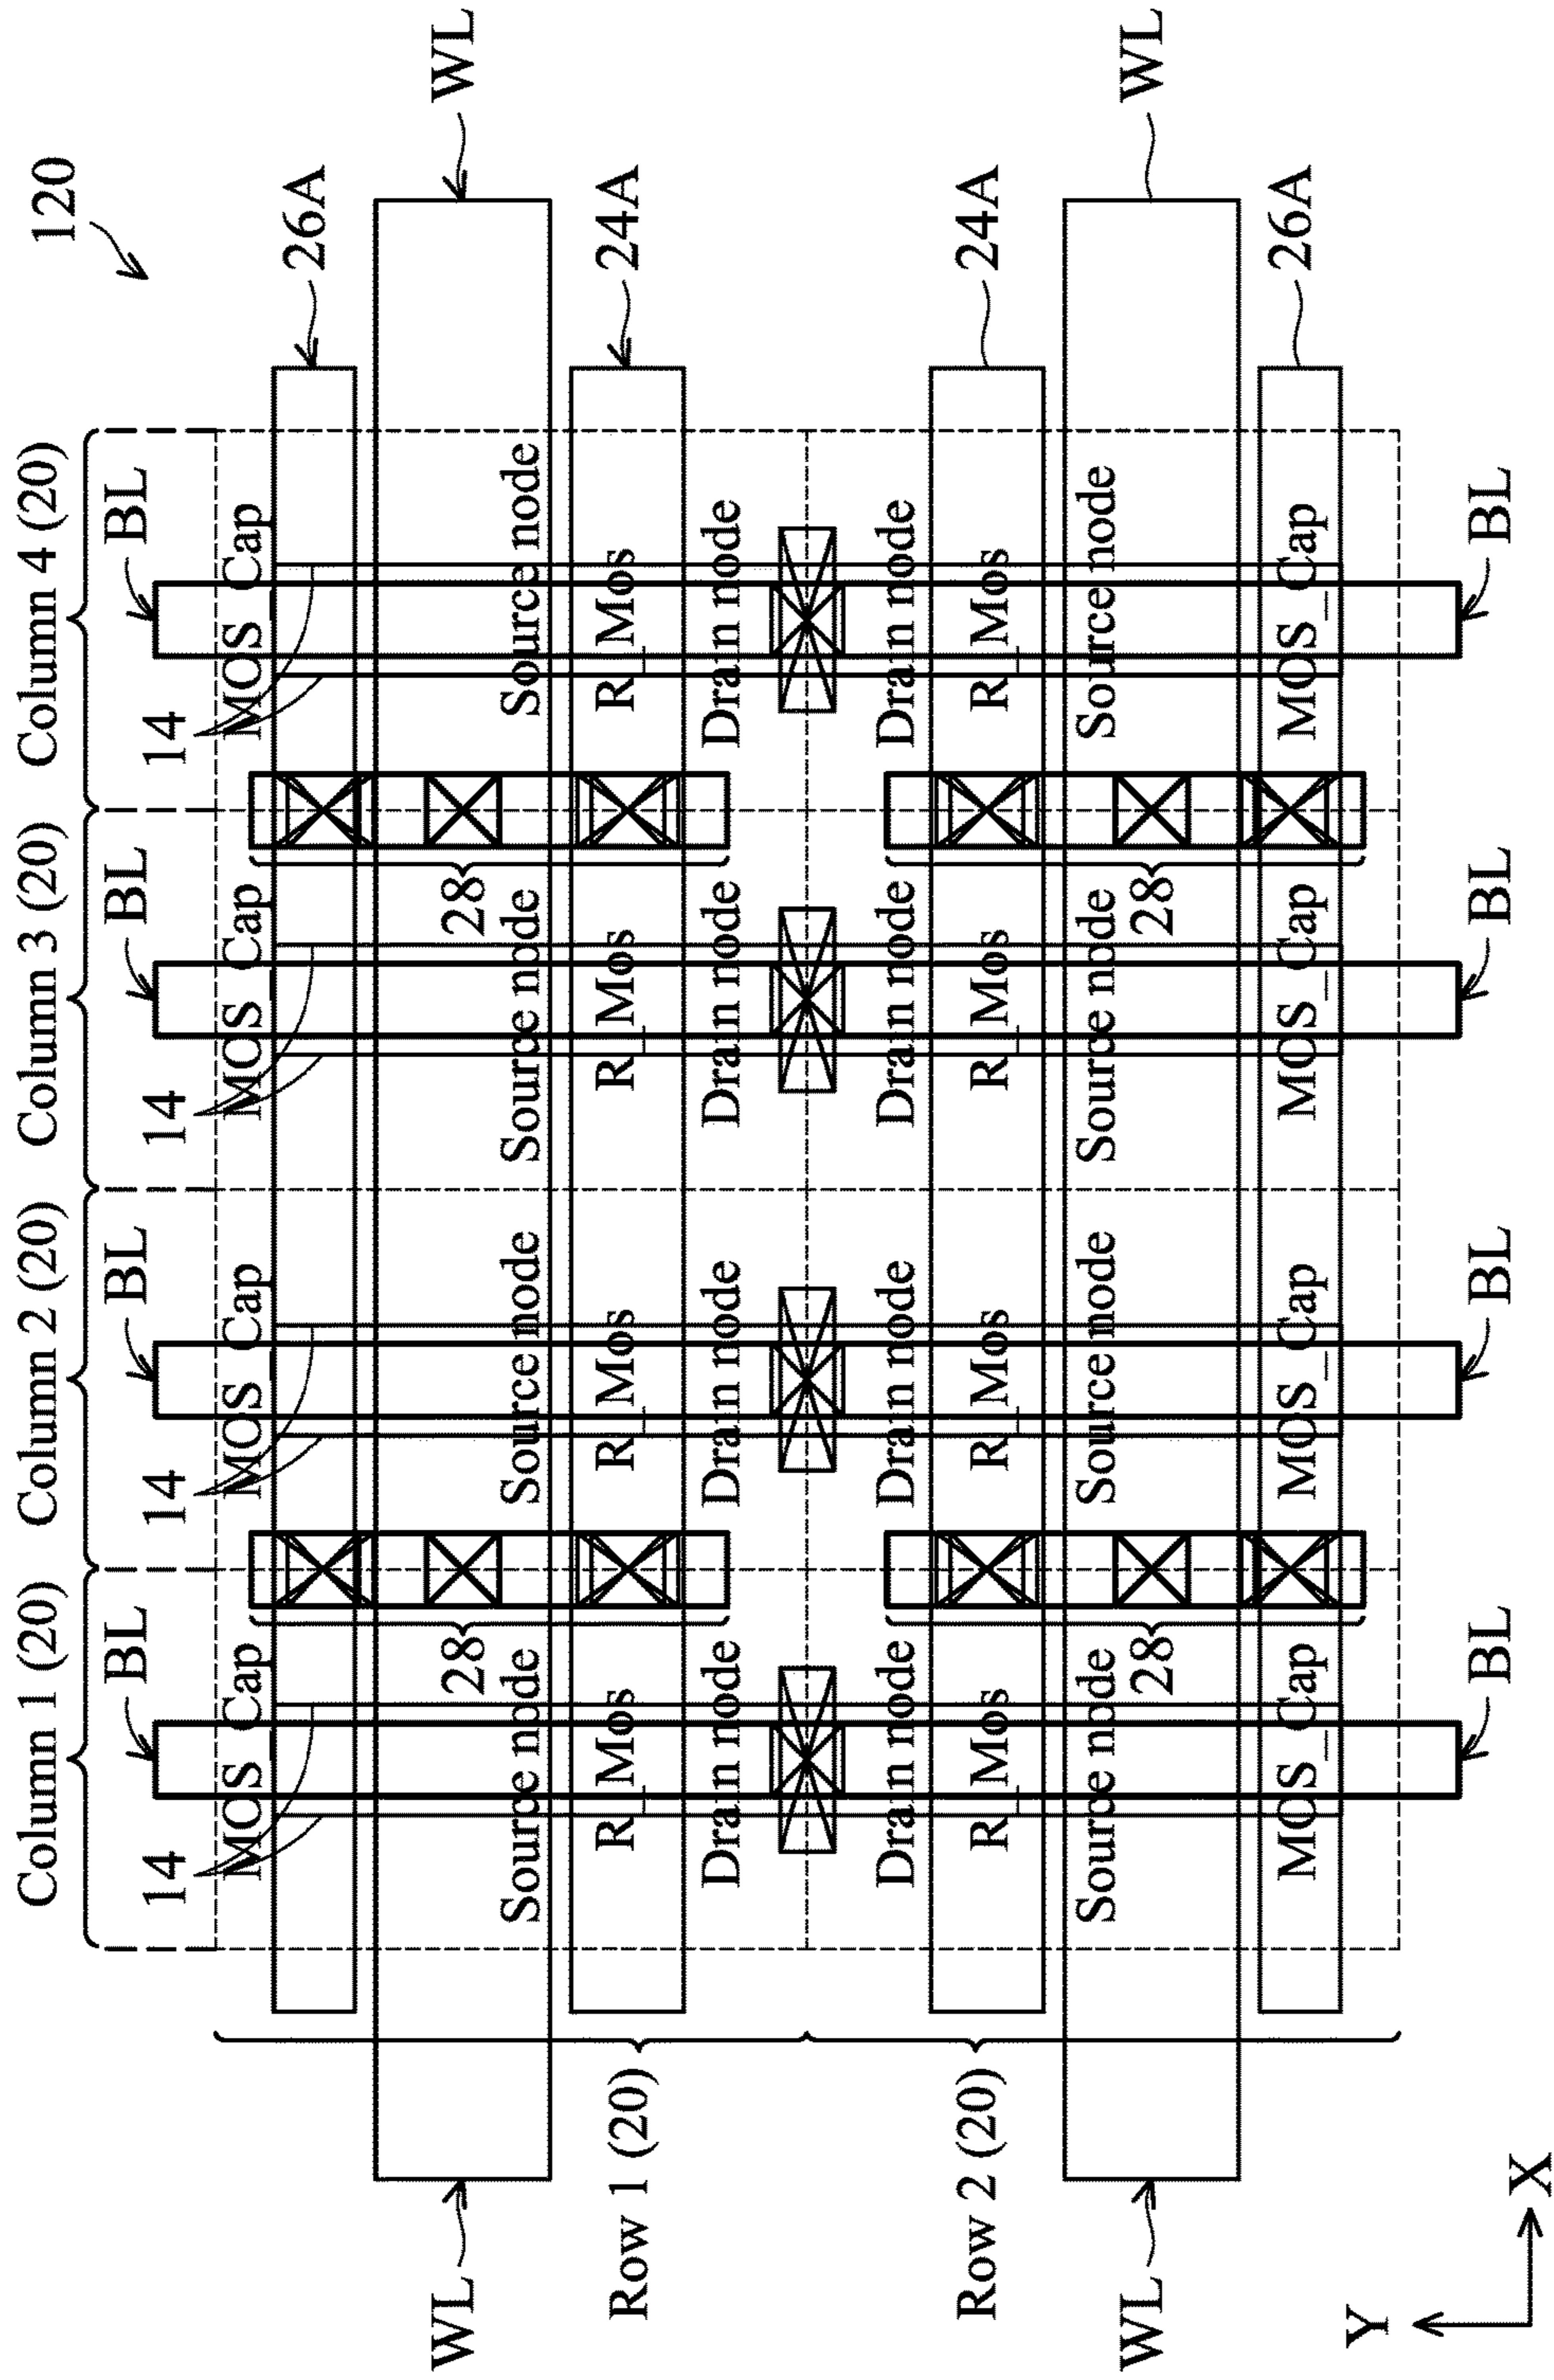 120
Column 1 (20) Column 2 (20) Column 3 (20) Column 4 (20)
BL BL BL BL
14 14 14 14
MOS_Cap MOS_Cap MOS_Cap MOS_Cap 26A
WL 28 28 WL
Source node Source node Source node Source node
Row 1 (20) R_Mos R_Mos R_Mos R_Mos 24A
Drain node Drain node Drain node Drain node
Drain node Drain node Drain node Drain node
Row 2 (20) R_Mos R_Mos R_Mos R_Mos 24A
Source node Source node Source node Source node
WL 28 28 WL
MOS_Cap MOS_Cap MOS_Cap MOS_Cap 26A
Y
BL BL BL BL
X